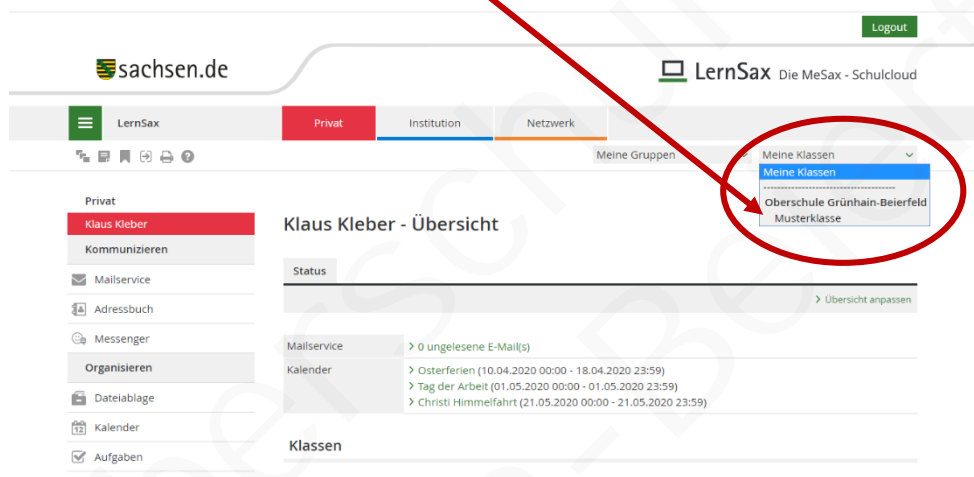 Logout
sachsen.de
LernSax Die MeSax - Schulcloud
LernSax
Privat
Institution
Netzwerk
Meine Gruppen
Meine Klassen
Meine Klassen
------------------------------------
Oberschule Grünhain-Beierfeld
Musterklasse
Privat
Klaus Kleber
Kommunizieren
Mailservice
Adressbuch
Messenger
Organisieren
Dateiablage
12 Kalender
Aufgaben
Klaus Kleber - Übersicht
Status
> Übersicht anpassen
Mailservice > 0 ungelesene E-Mail(s)
Kalender > Osterferien (10.04.2020 00:00 - 18.04.2020 23:59)
> Tag der Arbeit (01.05.2020 00:00 - 01.05.2020 23:59)
> Christi Himmelfahrt (21.05.2020 00:00 - 21.05.2020 23:59)
Klassen